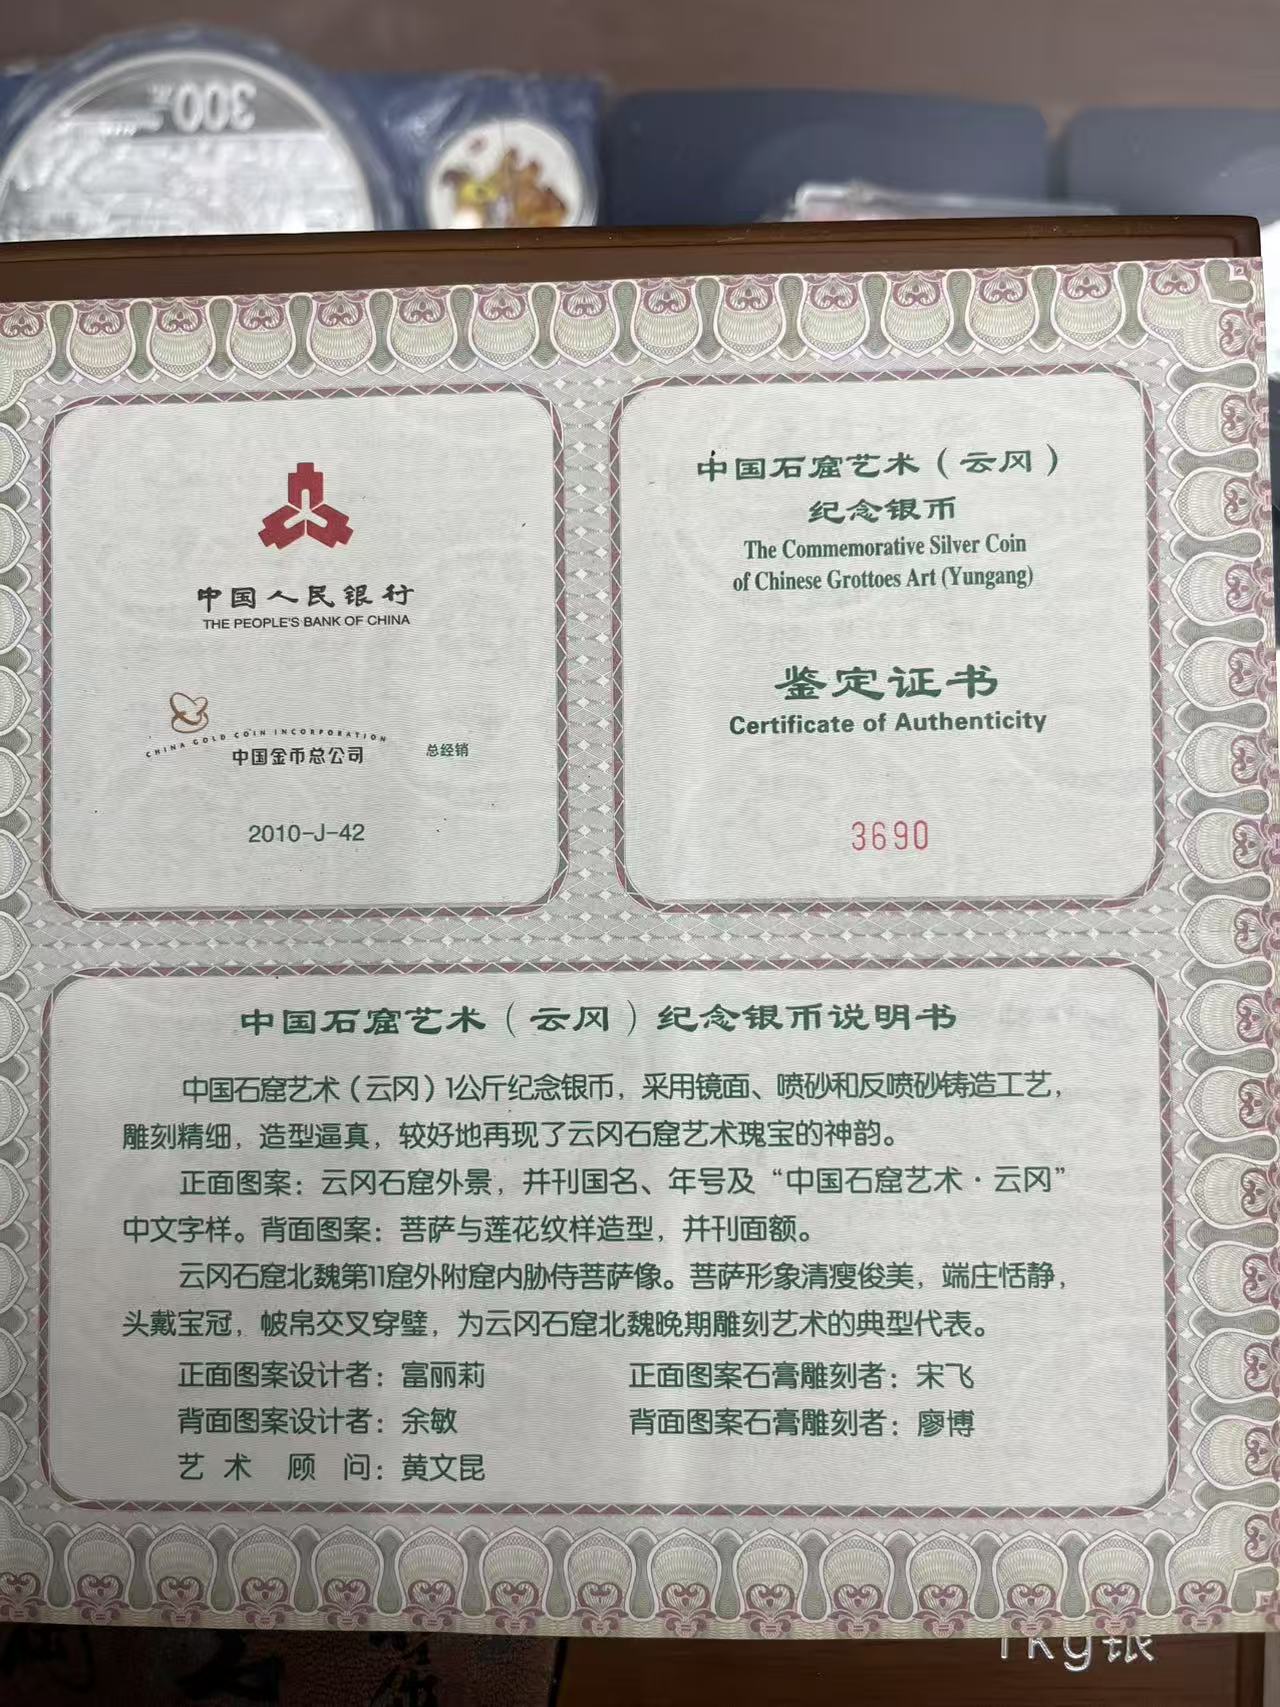 300元
中国人民银行
THE PEOPLE'S BANK OF CHINA
CHINA GOLD COIN INCORPORATION
中国金币总公司
总经销
2010-J-42
中国石窟艺术（云冈）
纪念银币
The Commemorative Silver Coin
of Chinese Grottoes Art (Yungang)
鉴定证书
Certificate of Authenticity
3690
中国石窟艺术（云冈）纪念银币说明书
中国石窟艺术（云冈）1公斤纪念银币，采用镜面、喷砂和反喷砂铸造工艺，
雕刻精细，造型逼真，较好地再现了云冈石窟艺术瑰宝的神韵。
正面图案：云冈石窟外景，并刊国名、年号及“中国石窟艺术·云冈”
中文字样。背面图案：菩萨与莲花纹样造型，并刊面额。
云冈石窟北魏第11窟外附窟内胁侍菩萨像。菩萨形象清瘦俊美，端庄恬静，
头戴宝冠，帔帛交叉穿璧，为云冈石窟北魏晚期雕刻艺术的典型代表。
正面图案设计者：富丽莉
正面图案石膏雕刻者：宋飞
背面图案设计者：余敏
背面图案石膏雕刻者：廖博
艺术顾问：黄文昆
1kg银